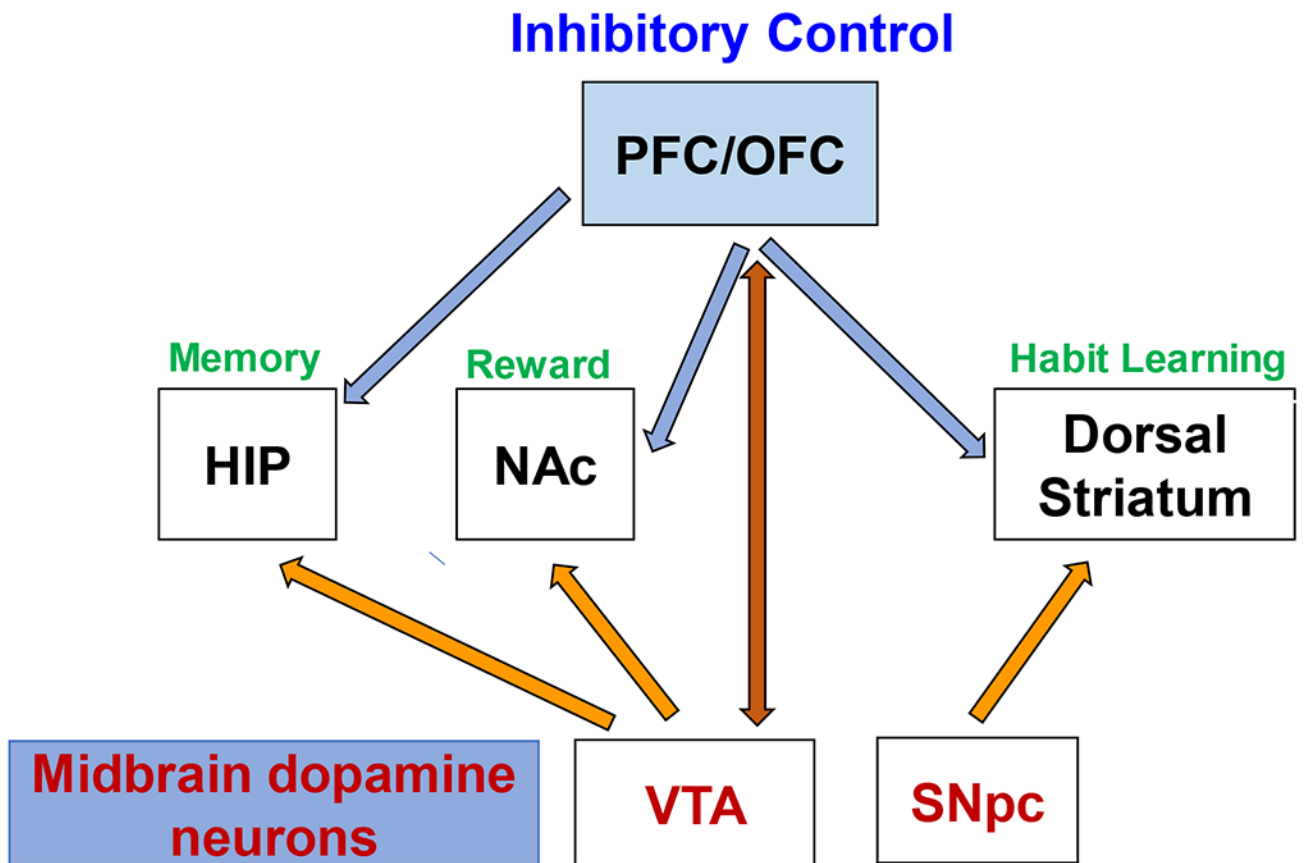 Inhibitory Control
PFC/OFC
Memory
Reward
Habit Learning
HIP
NAc
Dorsal
Striatum
Midbrain dopamine
neurons
VTA
SNpc